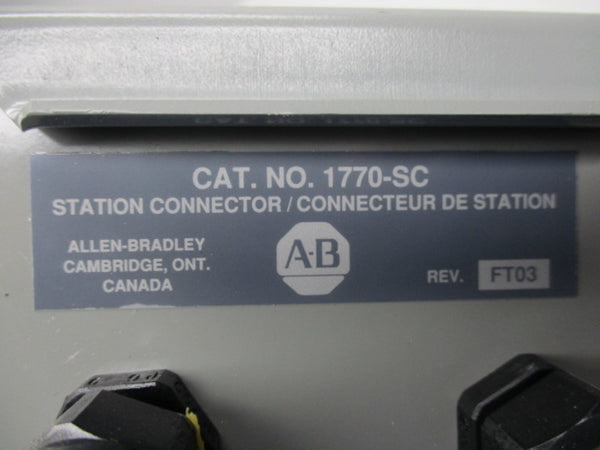 CAT. NO. 1770-SC
STATION CONNECTOR / CONNECTEUR DE STATION
ALLEN-BRADLEY
CAMBRIDGE, ONT.
CANADA
A-B
REV. FT03